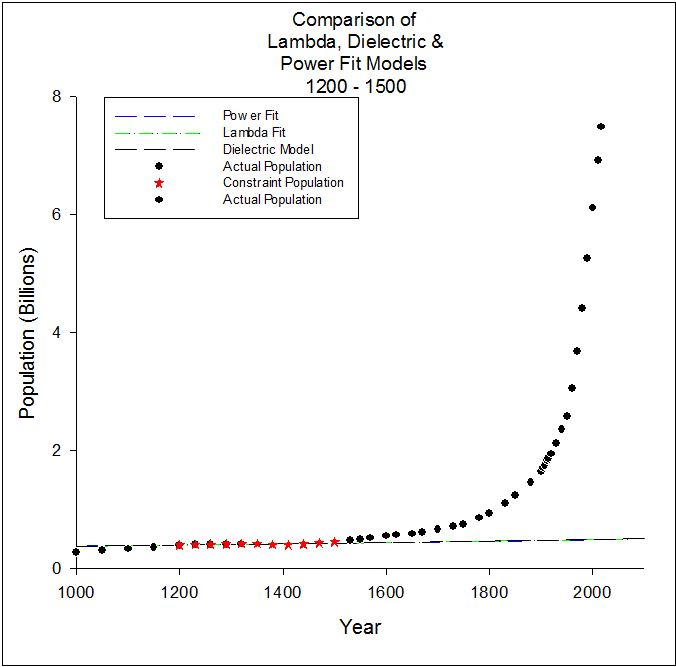 Comparison of
Lambda, Dielectric &
Power Fit Models
1200 - 1500
8
Power Fit
Lambda Fit
Dielectric Model
Actual Population
Constraint Population
Actual Population
6
4
2
0
Population (Billions)
1000 1200 1400 1600 1800 2000
Year